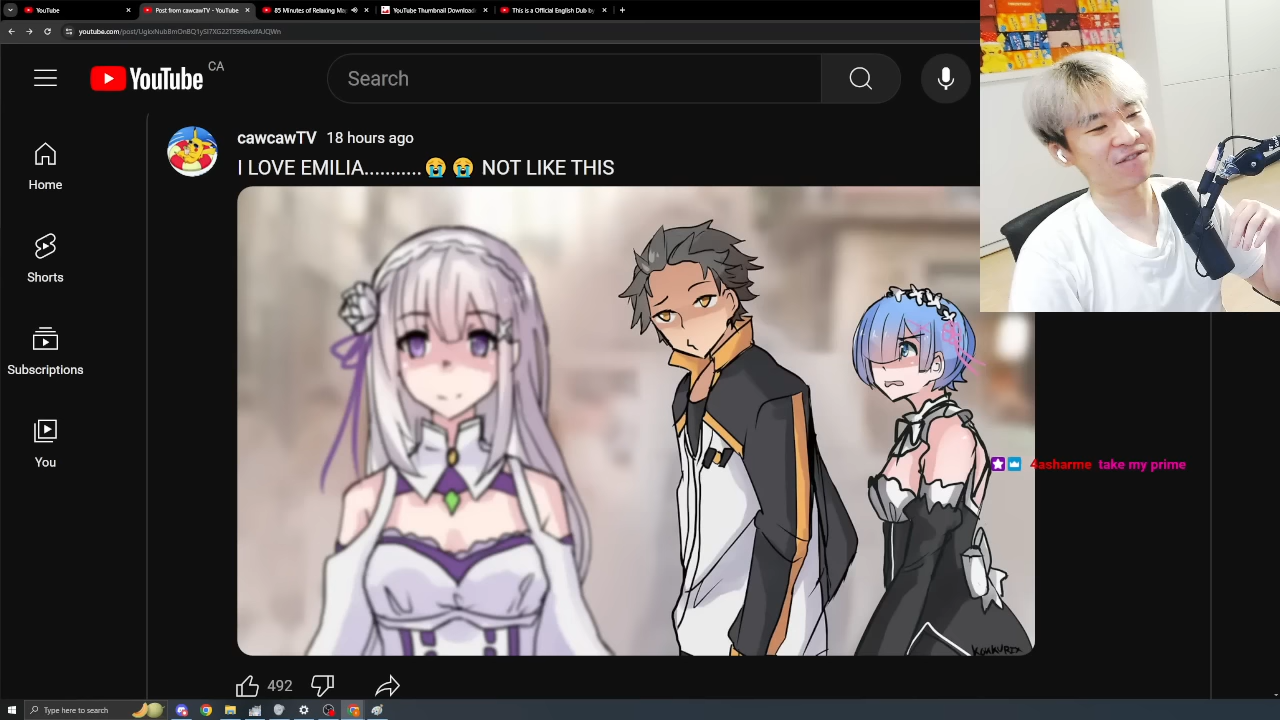 YouTube
Post from cawcawTV - YouTube
85 Minutes of Relaxing Ma
YouTube Thumbnail Download
This is a Official English Dub by
YouTube
CA
Search
cawcawTV 18 hours ago
I LOVE EMILIA...........😭😭 NOT LIKE THIS
Home
Shorts
Subscriptions
You
4asharme take my prime
492
Type here to search